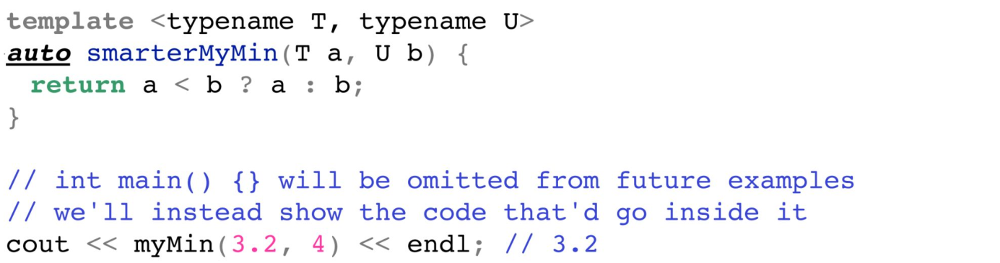 template <typename T, typename U>
auto smarterMyMin(T a, U b) {
  return a < b ? a : b;
}
// int main() {} will be omitted from future examples
// we'll instead show the code that'd go inside it
cout << myMin(3.2, 4) << endl; // 3.2